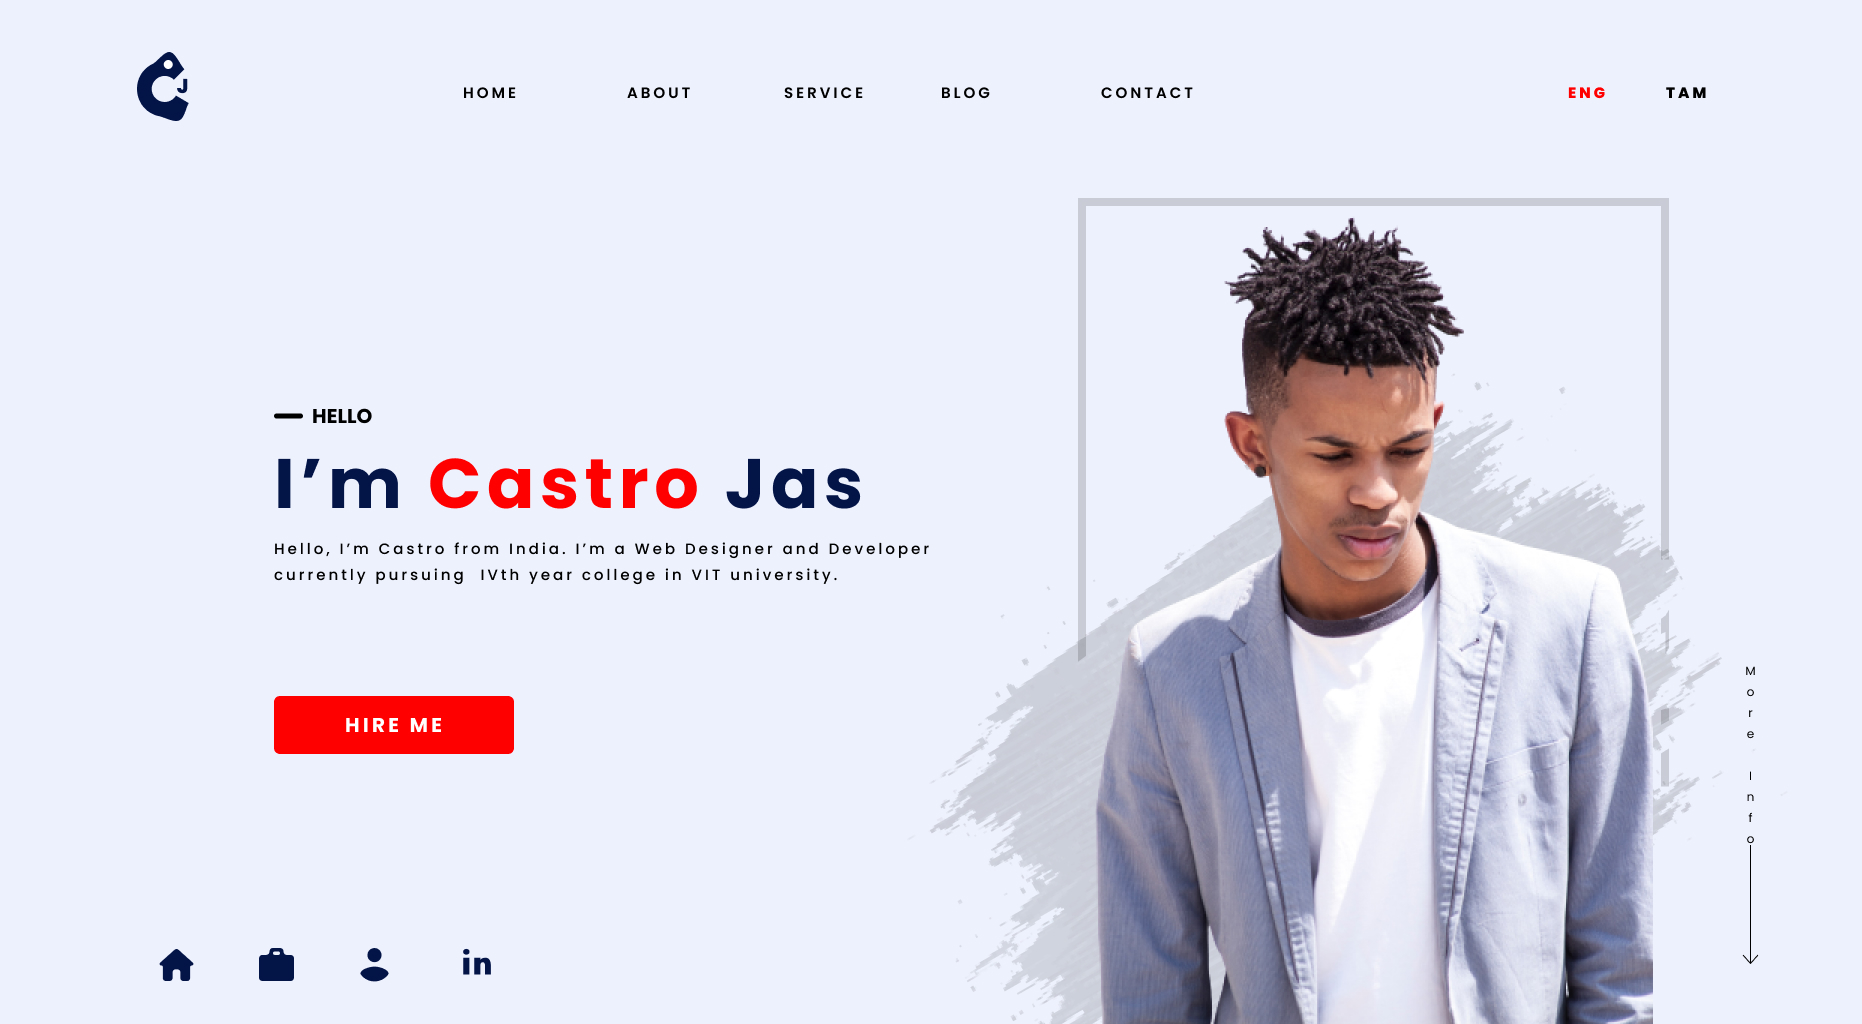 J
HOME ABOUT SERVICE BLOG CONTACT ENG TAM
HELLO
I’m Castro Jas
Hello, I’m Castro from India. I’m a Web Designer and Developer
currently pursuing  IVth year college in VIT university.
HIRE ME
More Info
in